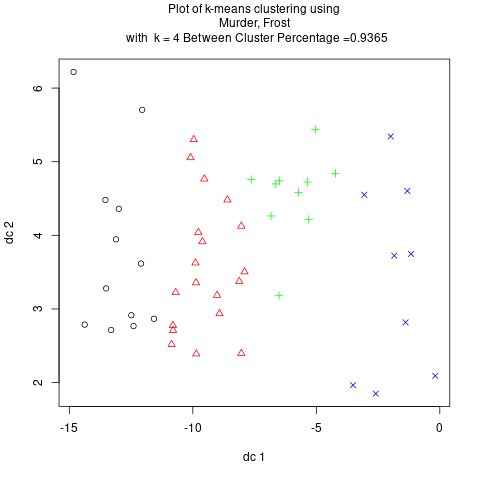 Plot of k-means clustering using
Murder, Frost
with  k = 4 Between Cluster Percentage =0.9365
6
5
4
3
2
dc 2
-15
-10
-5
0
dc 1